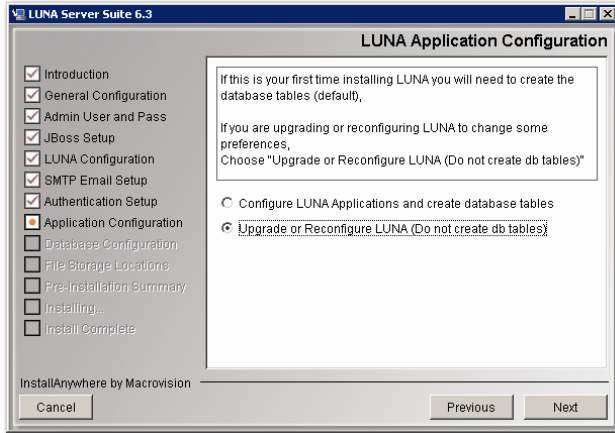 LUNA Server Suite 6.3
LUNA Application Configuration
Introduction
General Configuration
Admin User and Pass
JBoss Setup
LUNA Configuration
SMTP Email Setup
Authentication Setup
Application Configuration
Database Configuration
File Storage Locations
Pre-Installation Summary
Installing...
Install Complete
If this is your first time installing LUNA you will need to create the
database tables (default),
If you are upgrading or reconfiguring LUNA to change some
preferences,
Choose "Upgrade or Reconfigure LUNA (Do not create db tables)"
Configure LUNA Applications and create database tables
Upgrade or Reconfigure LUNA (Do not create db tables)
InstallAnywhere by Macrovision
Cancel
Previous
Next